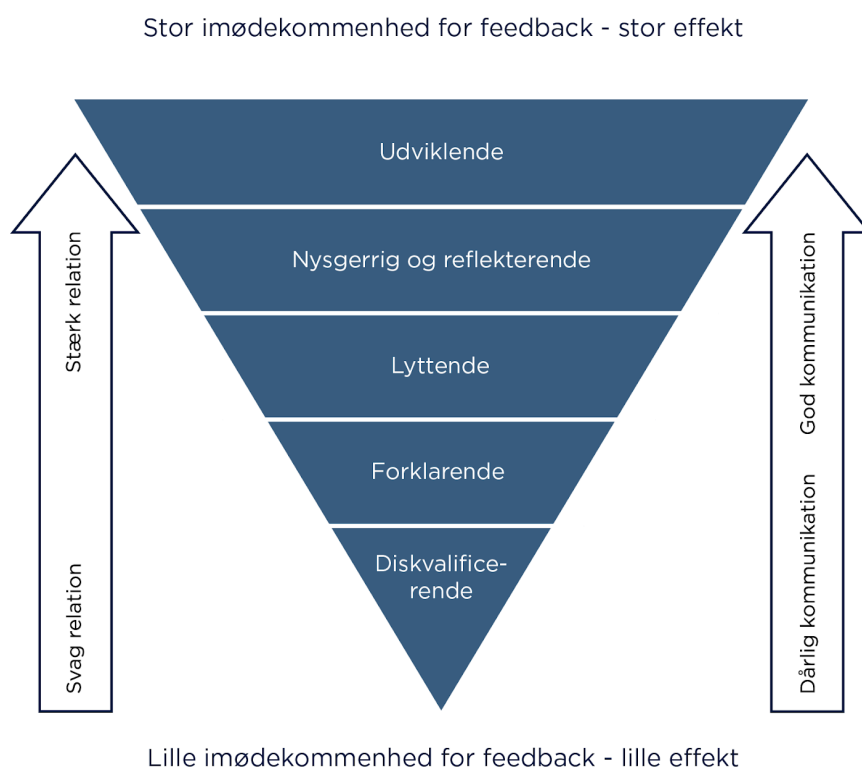 Stor imødekommenhed for feedback - stor effekt
Udviklende
Nysgerrig og reflekterende
Lyttende
Forklarende
Diskvalifice-
rende
Stærk relation
Svag relation
God kommunikation
Dårlig kommunikation
Lille imødekommenhed for feedback - lille effekt